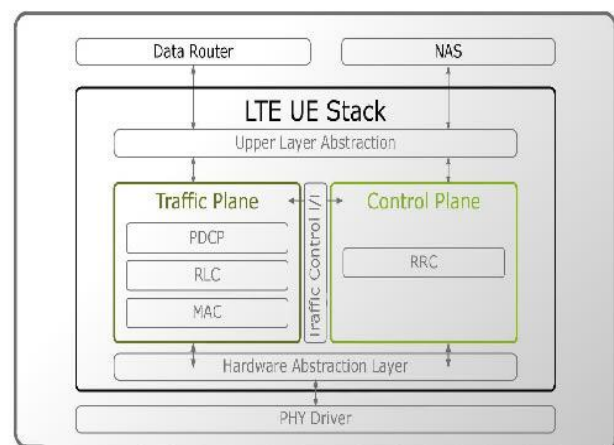 Data Router
NAS
LTE UE Stack
Upper Layer Abstraction
Traffic Plane
Traffic Control I/I
Control Plane
PDCP
RLC
MAC
RRC
Hardware Abstraction Layer
PHY Driver